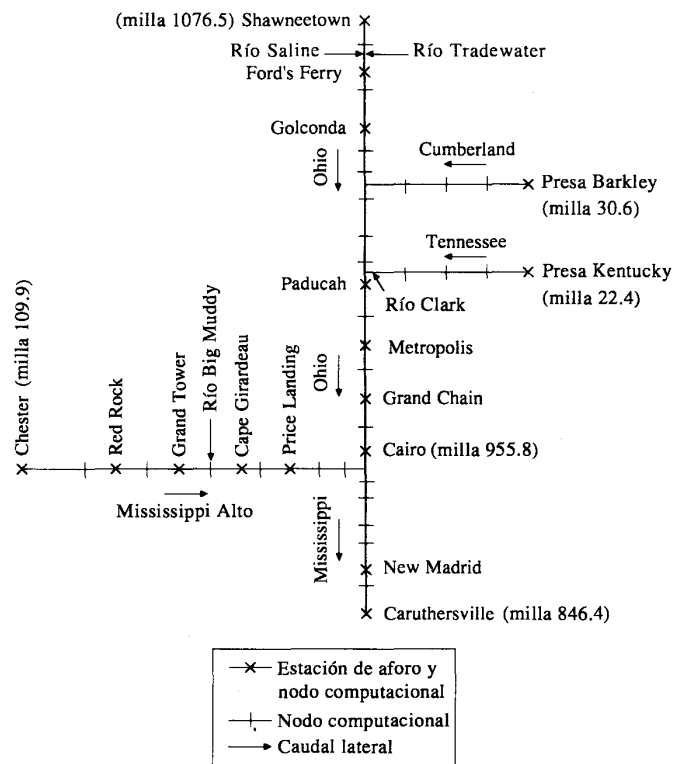 (milla 1076.5) Shawneetown
Río Saline
Río Tradewater
Ford's Ferry
Golconda
Ohio
Cumberland
Presa Barkley
(milla 30.6)
Tennessee
Presa Kentucky
(milla 22.4)
Paducah
Río Clark
Metropolis
Ohio
Grand Chain
Cairo (milla 955.8)
Chester (milla 109.9)
Red Rock
Grand Tower
Río Big Muddy
Cape Girardeau
Price Landing
Mississippi Alto
Mississippi
New Madrid
Caruthersville (milla 846.4)
Estación de aforo y
nodo computacional
Nodo computacional
Caudal lateral